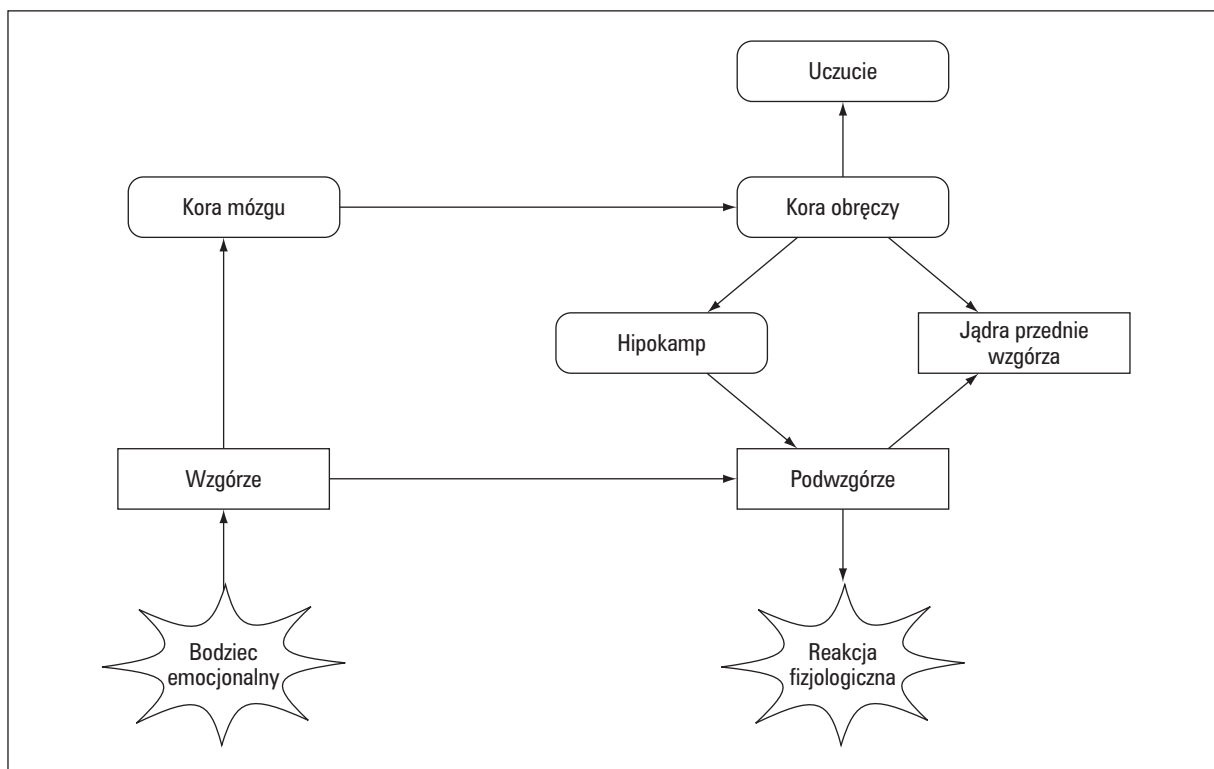 Uczucie
Kora mózgu
Kora obręczy
Hipokamp
Jądra przednie
wzgórza
Wzgórze
Podwzgórze
Bodziec
emocjonalny
Reakcja
fizjologiczna